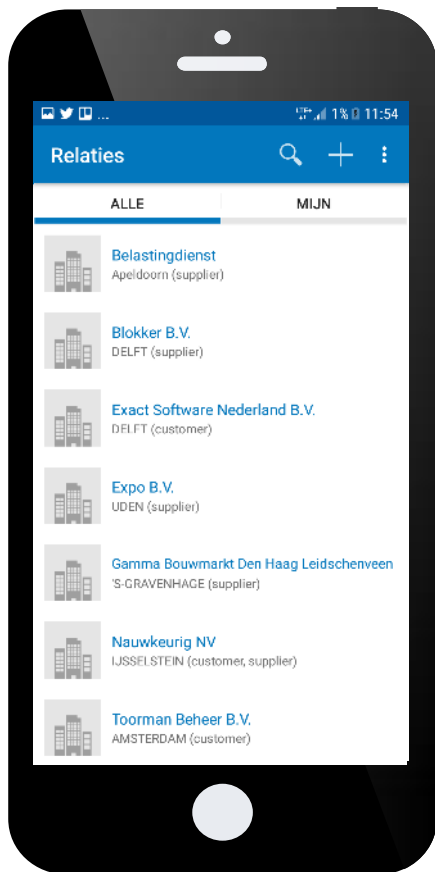 ... LTE+ 1% 11:54
Relaties
ALLE MIJN
Belastingdienst
Apeldoorn (supplier)
Blokker B.V.
DELFT (supplier)
Exact Software Nederland B.V.
DELFT (customer)
Expo B.V.
UDEN (supplier)
Gamma Bouwmarkt Den Haag Leidschenveen
'S-GRAVENHAGE (supplier)
Nauwkeurig NV
IJSSELSTEIN (customer, supplier)
Toorman Beheer B.V.
AMSTERDAM (customer)